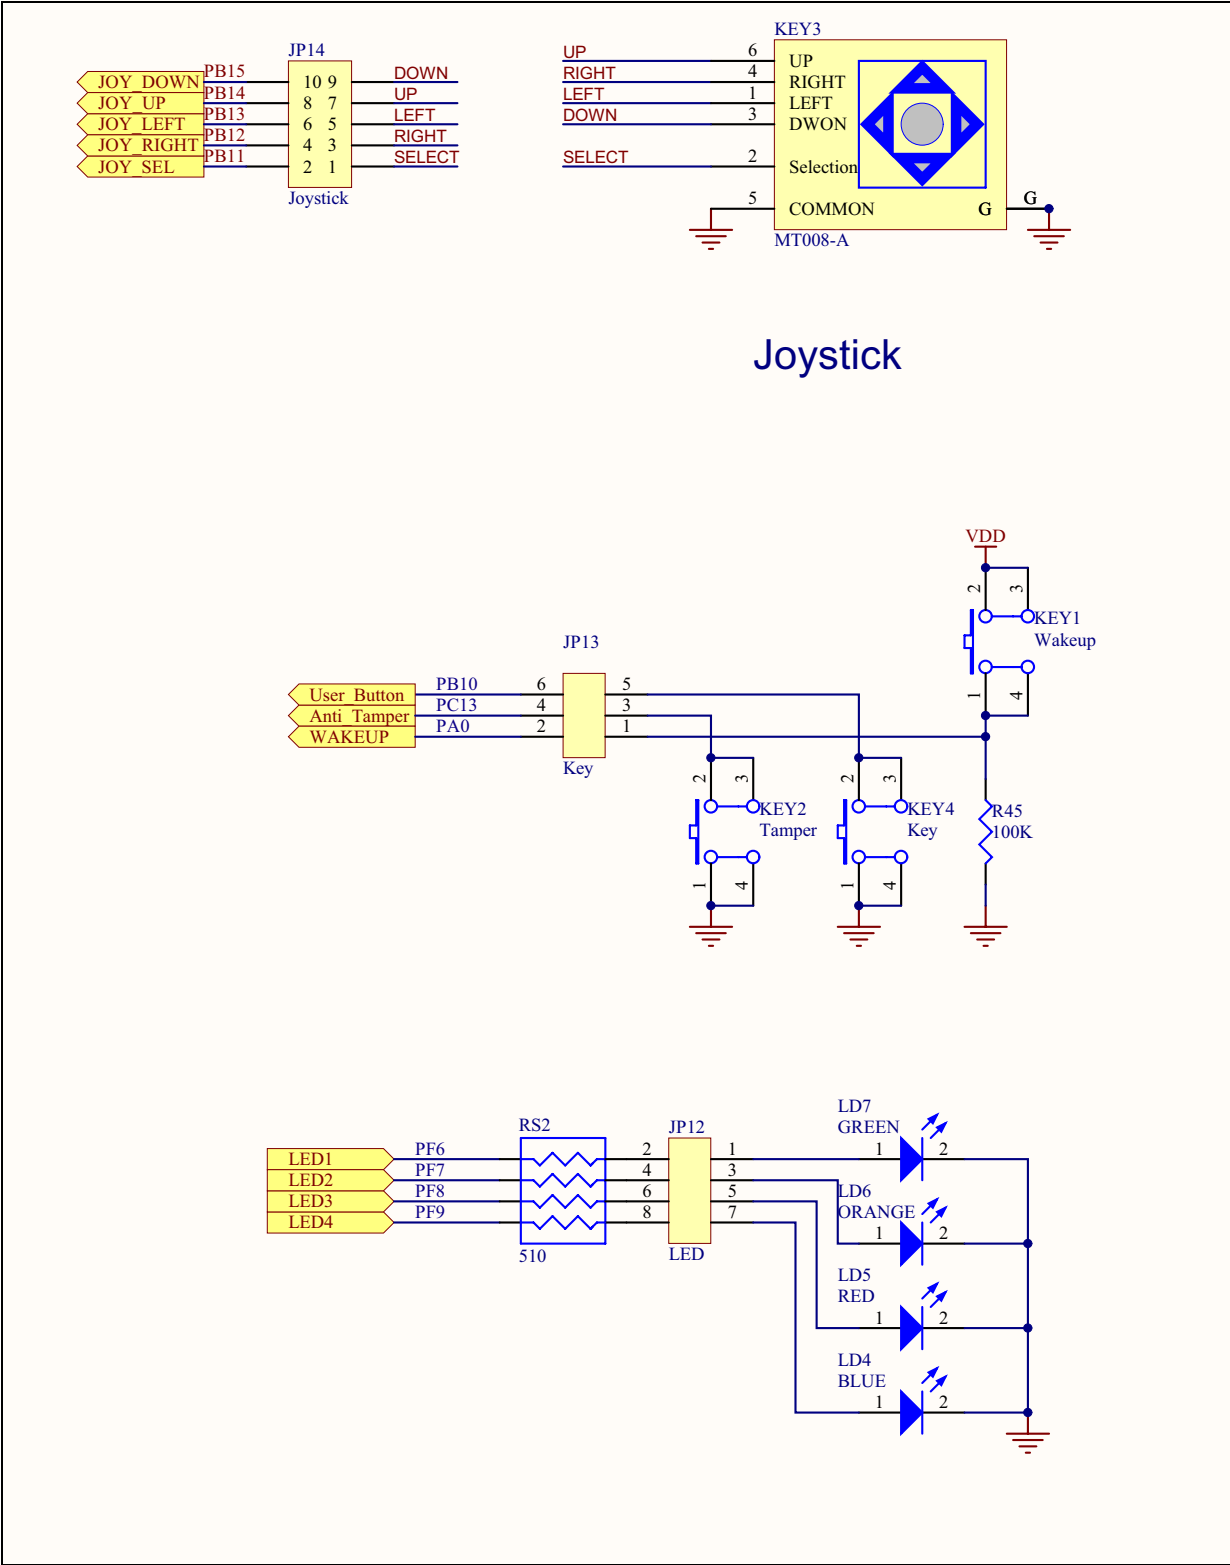 JP14
JOY_DOWN PB15 10 9 DOWN
JOY_UP PB14 8 7 UP
JOY_LEFT PB13 6 5 LEFT
JOY_RIGHT PB12 4 3 RIGHT
JOY_SEL PB11 2 1 SELECT
Joystick
KEY3
UP 6 UP
RIGHT 4 RIGHT
LEFT 1 LEFT
DOWN 3 DWON
SELECT 2 Selection
5 COMMON G G
MT008-A
Joystick
VDD
2 3
KEY1
Wakeup
1 4
JP13
User_Button PB10 6 5
Anti_Tamper PC13 4 3
WAKEUP PA0 2 1
Key
2 3
KEY2
Tamper
1 4
2 3
KEY4
Key
1 4
R45
100K
RS2
JP12
LED1 PF6 2 1
LED2 PF7 4 3
LED3 PF8 6 5
LED4 PF9 8 7
510
LED
LD7
GREEN
1 2
LD6
ORANGE
1 2
LD5
RED
1 2
LD4
BLUE
1 2